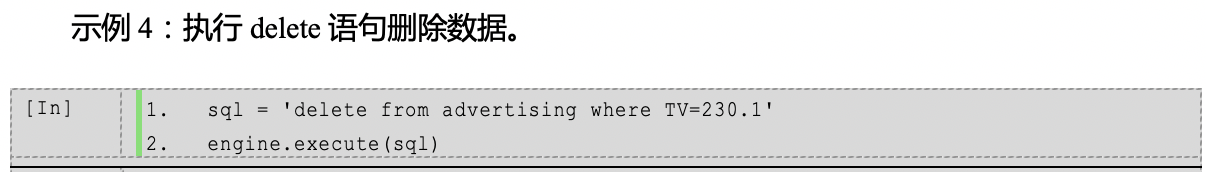 示例 4：执行 delete 语句删除数据。
[In]
1. sql = 'delete from advertising where TV=230.1'
2. engine.execute(sql)